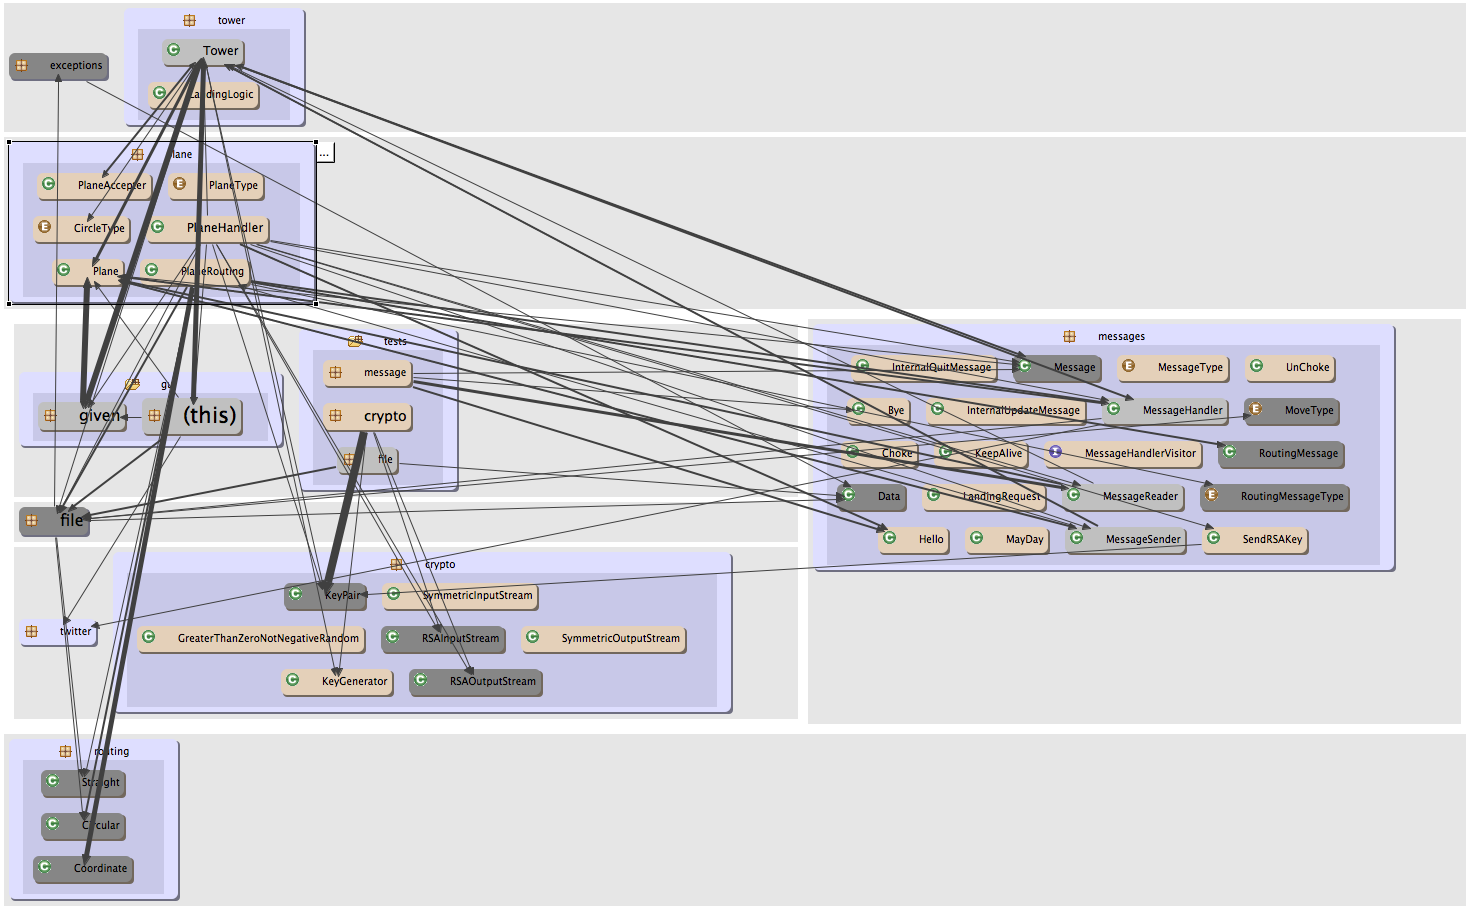 tower
Tower
exceptions
LandingLogic
plane
...
PlaneAccepter
PlaneType
CircleType
PlaneHandler
Plane
PlaneRouting
tests
message
crypto
file
given
(this)
file
messages
InternalQuitMessage
Message
MessageType
UnChoke
Bye
InternalUpdateMessage
MessageHandler
MoveType
Choke
KeepAlive
MessageHandlerVisitor
RoutingMessage
Data
LandingRequest
MessageReader
RoutingMessageType
Hello
MayDay
MessageSender
SendRSAKey
crypto
KeyPair
SymmetricInputStream
twitter
GreaterThanZeroNotNegativeRandom
RSAInputStream
SymmetricOutputStream
KeyGenerator
RSAOutputStream
routing
Straight
Circular
Coordinate